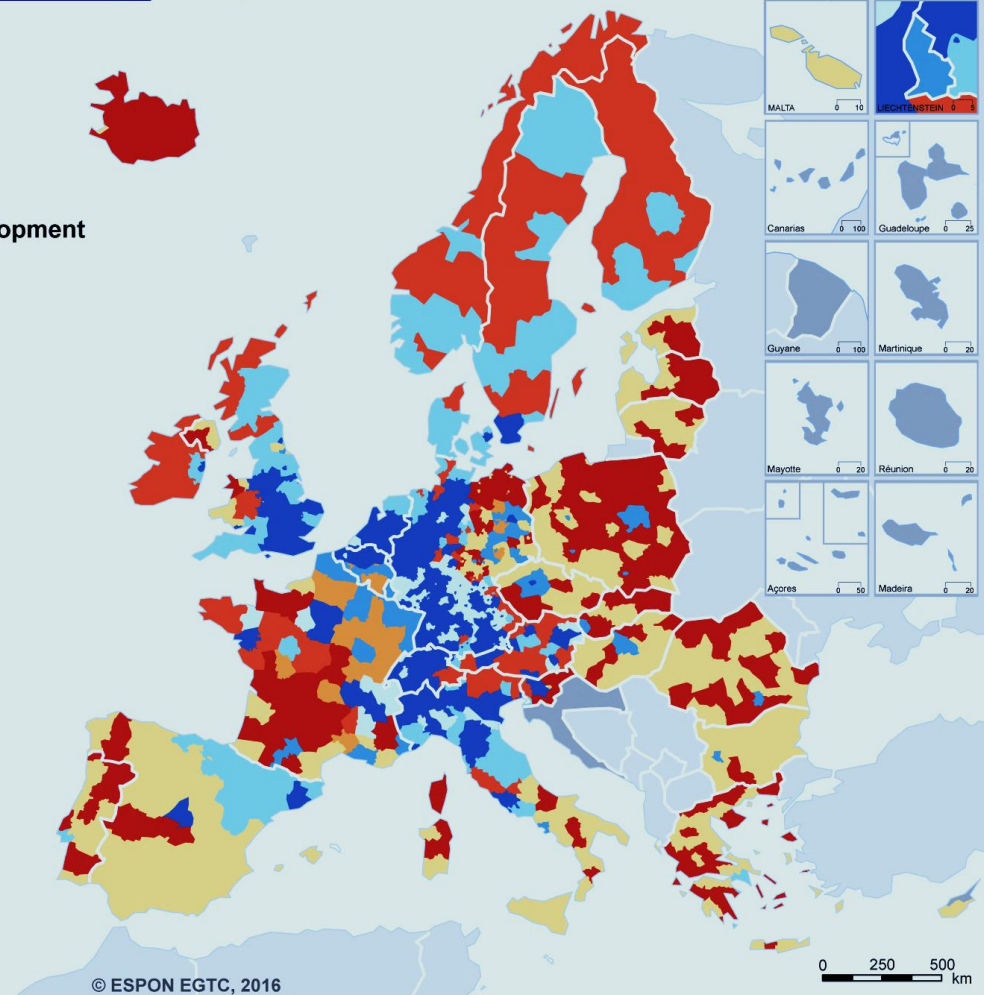 opment
MALTA
0 10
LIECHTENSTEIN 0 5
Canarias
0 100
Guadeloupe
0 25
Guyane
0 100
Martinique
0 20
Mayotte
0 20
Réunion
0 20
Açores
0 50
Madeira
0 20
0 250 500
km
© ESPON EGTC, 2016